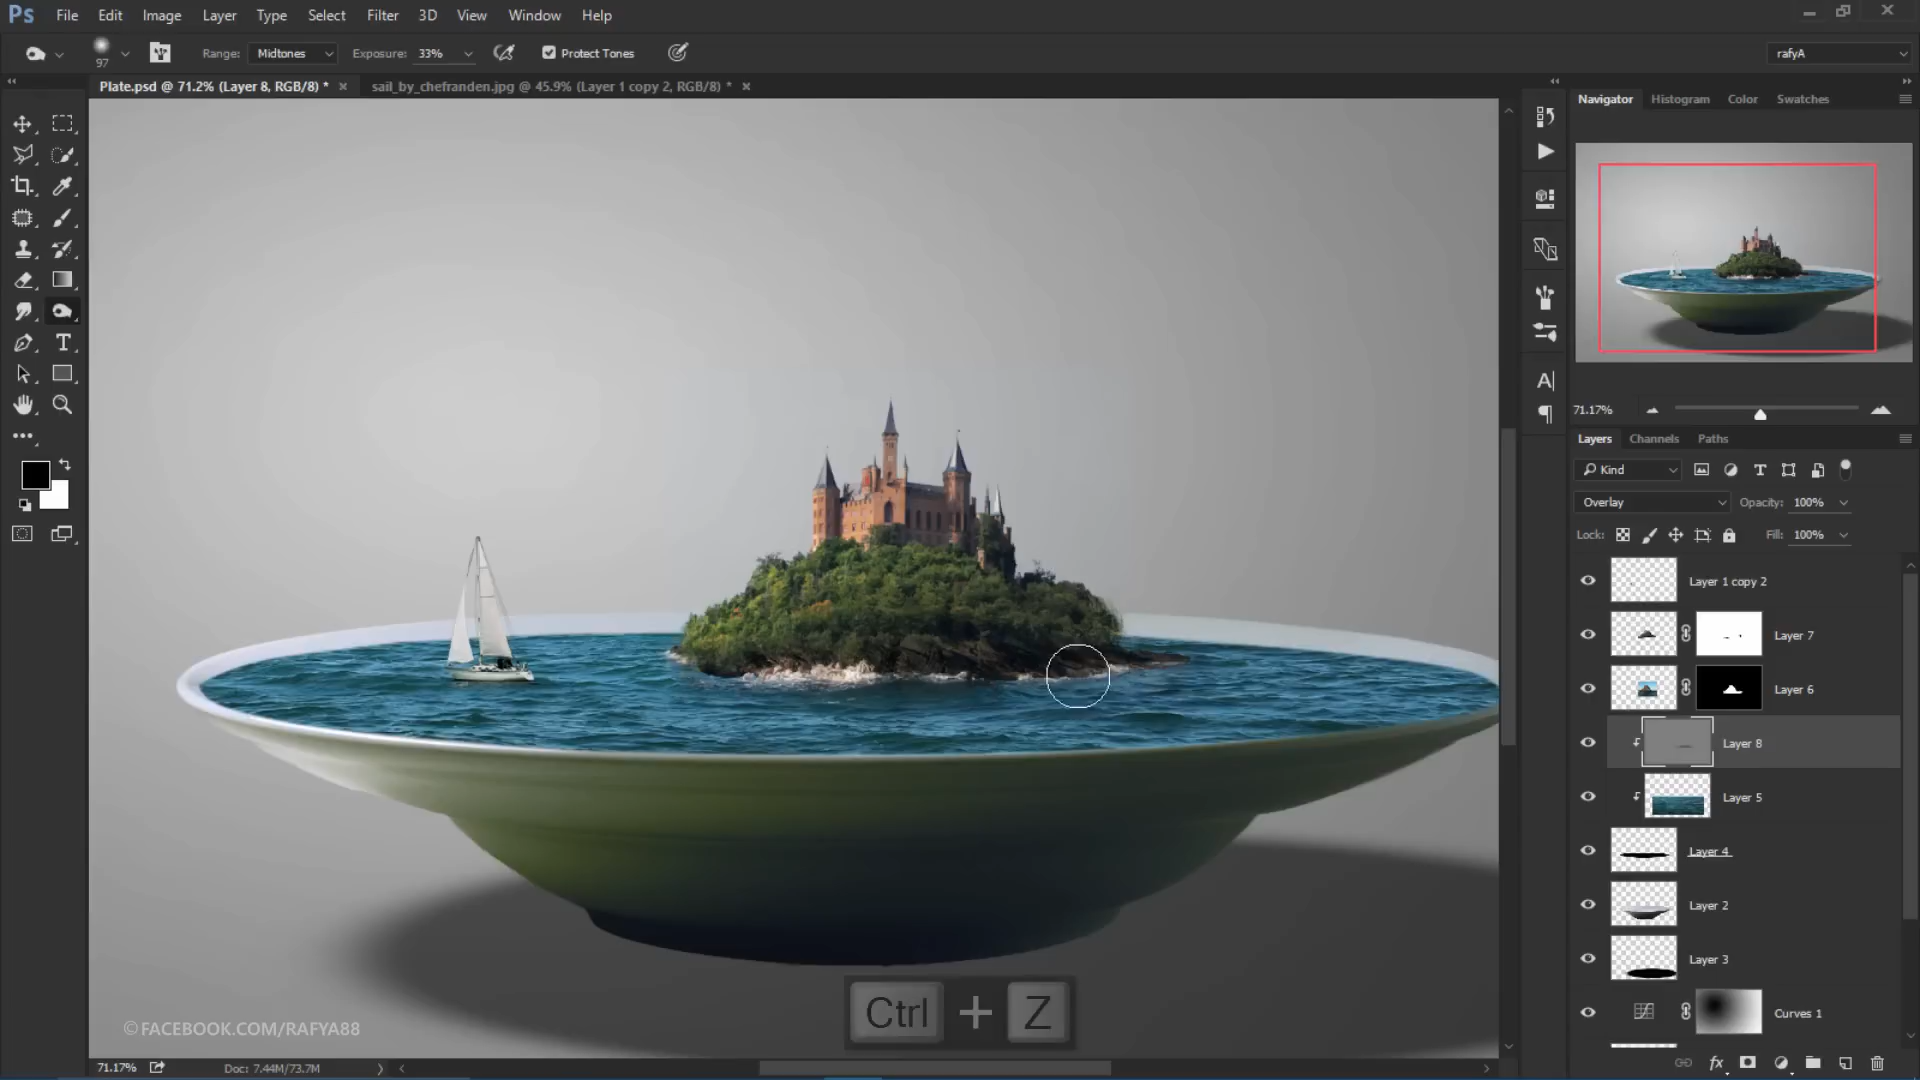 Ps File Edit Image Layer Type Select Filter 3D View Window Help
97 Range: Midtones Exposure: 33% Protect Tones rafyA
Plate.psd @ 71.2% (Layer 8, RGB/8) * × sail_by_chefranden.jpg @ 45.9% (Layer 1 copy 2, RGB/8) * ×
Navigator Histogram Color Swatches
71.17%
Layers Channels Paths
Kind
Overlay Opacity: 100%
Lock: Fill: 100%
Layer 1 copy 2
Layer 7
Layer 6
Layer 8
Layer 5
Layer 4
Layer 2
Layer 3
Curves 1
Ctrl + Z
©FACEBOOK.COM/RAFYA88
71.17% Doc: 7.44M/73.7M